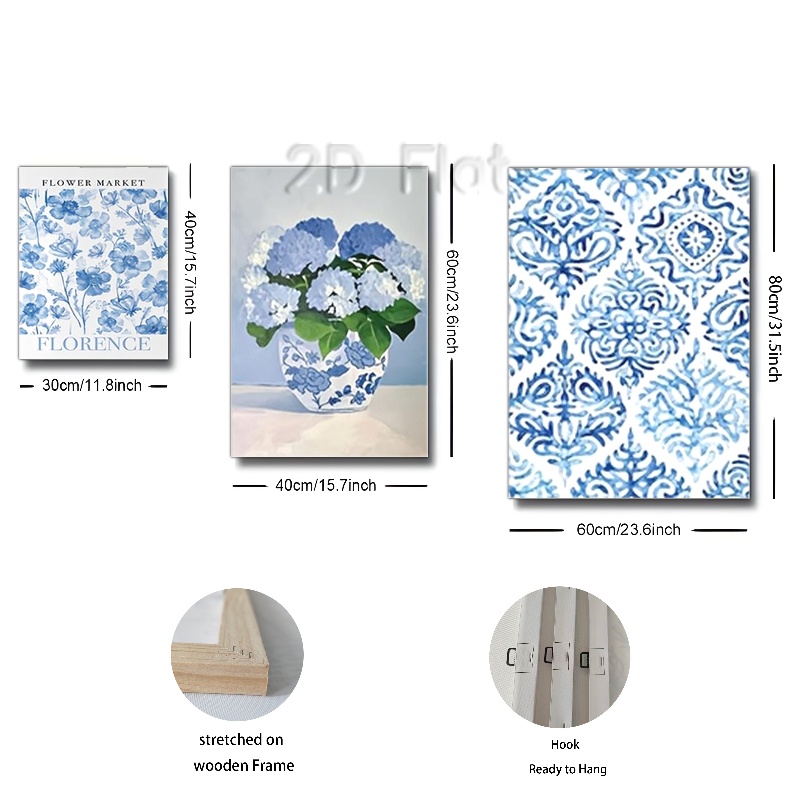 2D Flat
FLOWER MARKET
FLORENCE
40cm/15.7inch
30cm/11.8inch
60cm/23.6inch
40cm/15.7inch
80cm/31.5inch
60cm/23.6inch
stretched on
wooden Frame
Hook
Ready to Hang